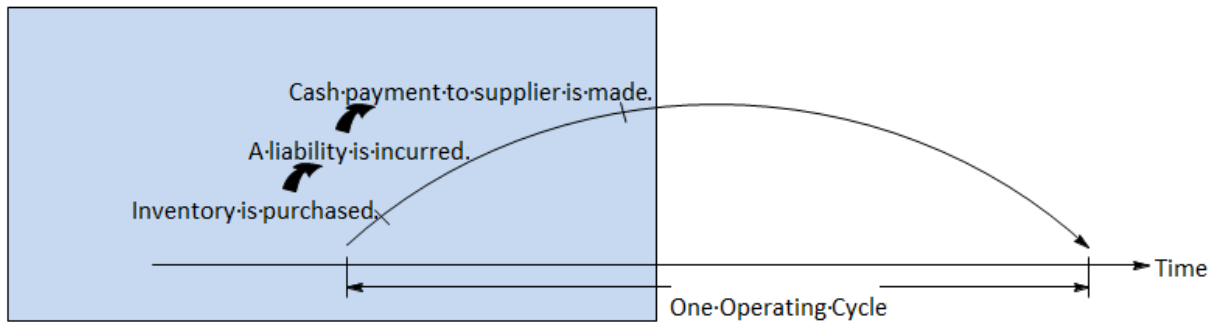 Cash·payment·to·supplier·is·made.
A·liability·is·incurred.
Inventory·is·purchased.
Time
One·Operating·Cycle